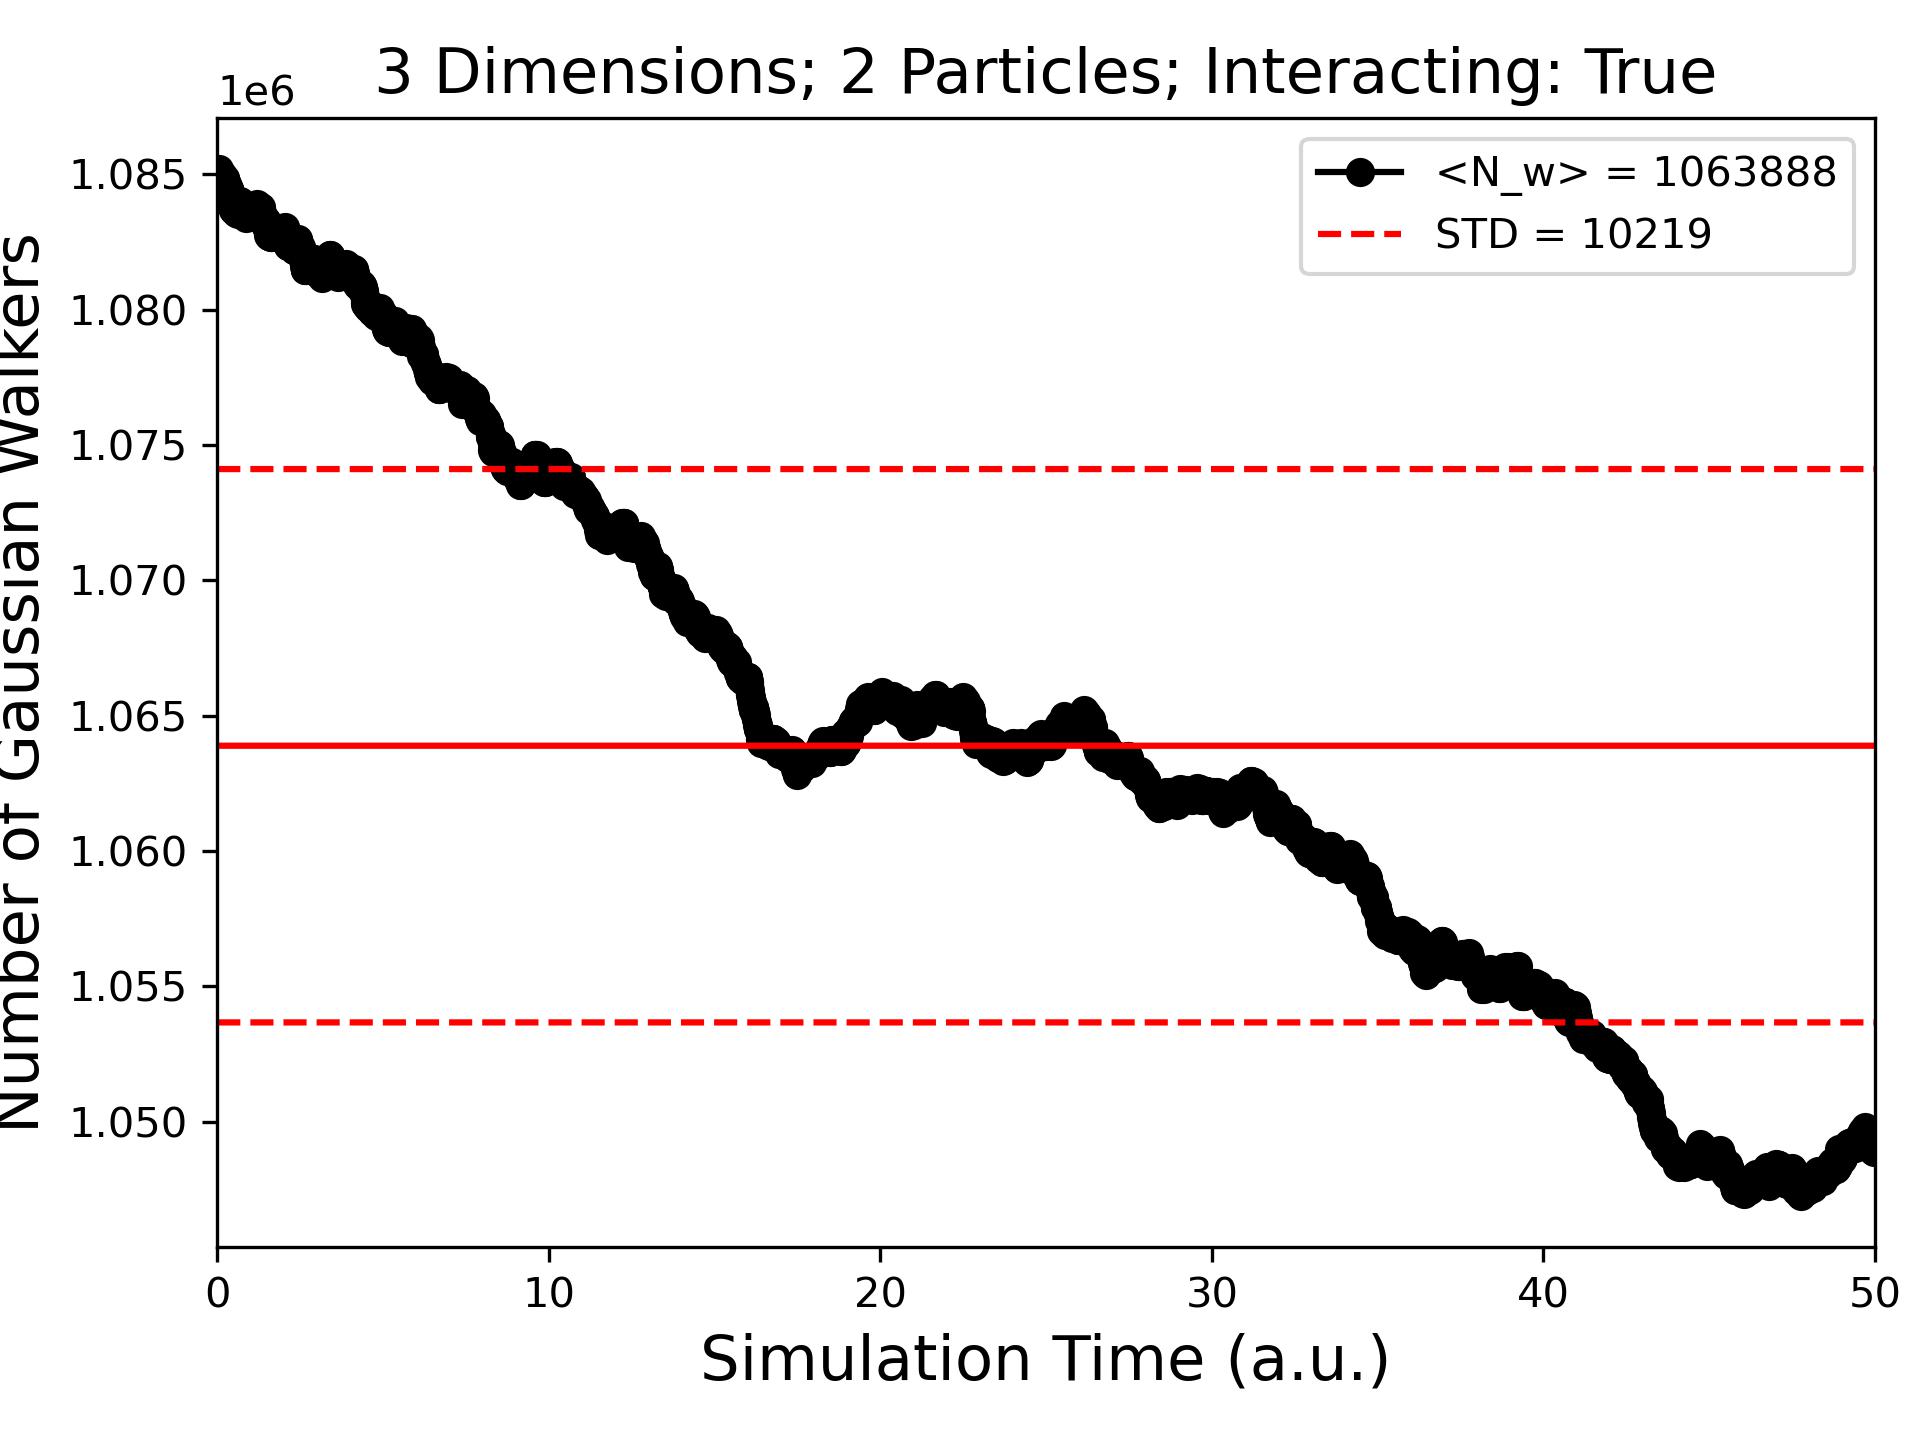 3 Dimensions; 2 Particles; Interacting: True
1e6
<N_w> = 1063888
STD = 10219
1.085
1.080
1.075
1.070
1.065
1.060
1.055
1.050
Number of Gaussian Walkers
0 10 20 30 40 50
Simulation Time (a.u.)